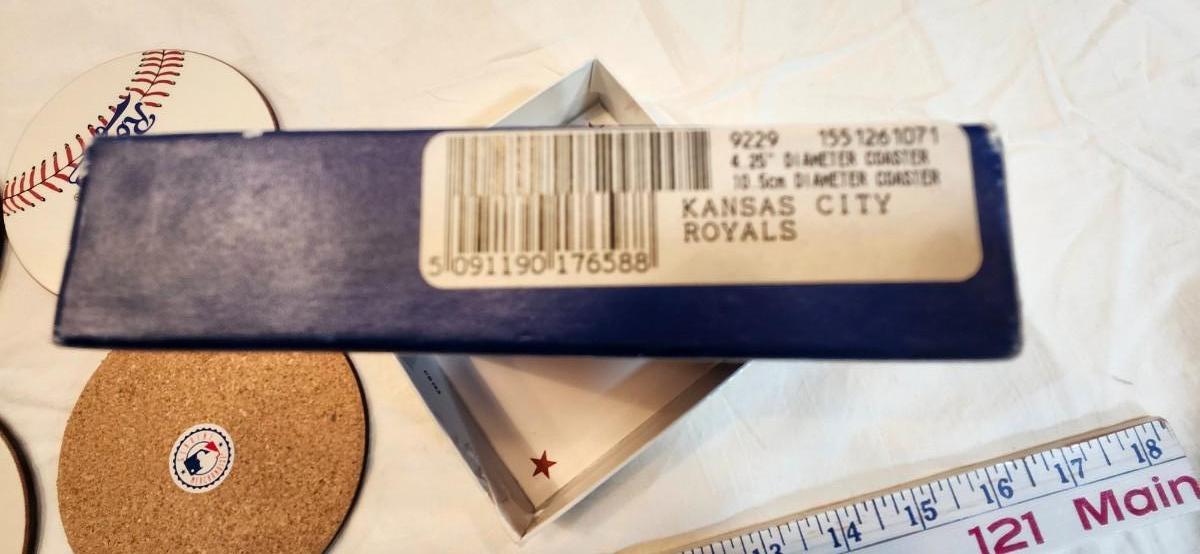 9229 1551261071
4.25" DIAMETER COASTER
10.5cm DIAMETER COASTER
KANSAS CITY
ROYALS
5 091190 176588
14 15 16 17 18
121 Main